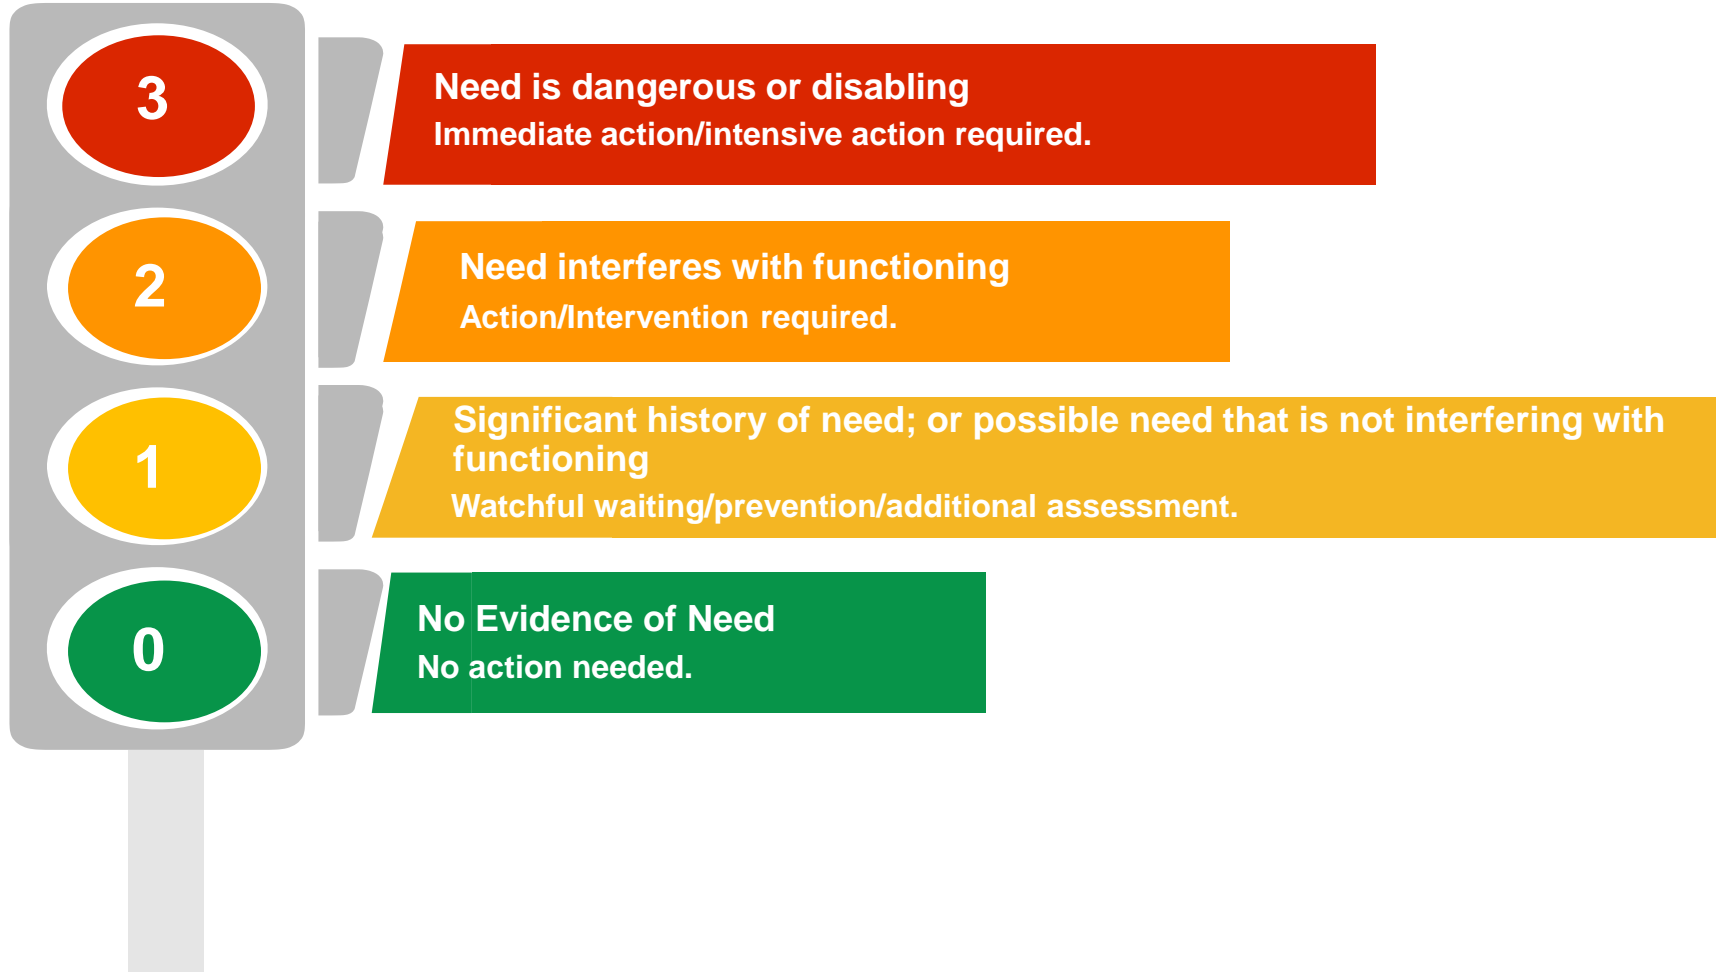 3
Need is dangerous or disabling
Immediate action/intensive action required.
2
Need interferes with functioning
Action/Intervention required.
1
Significant history of need; or possible need that is not interfering with
functioning
Watchful waiting/prevention/additional assessment.
0
No Evidence of Need
No action needed.